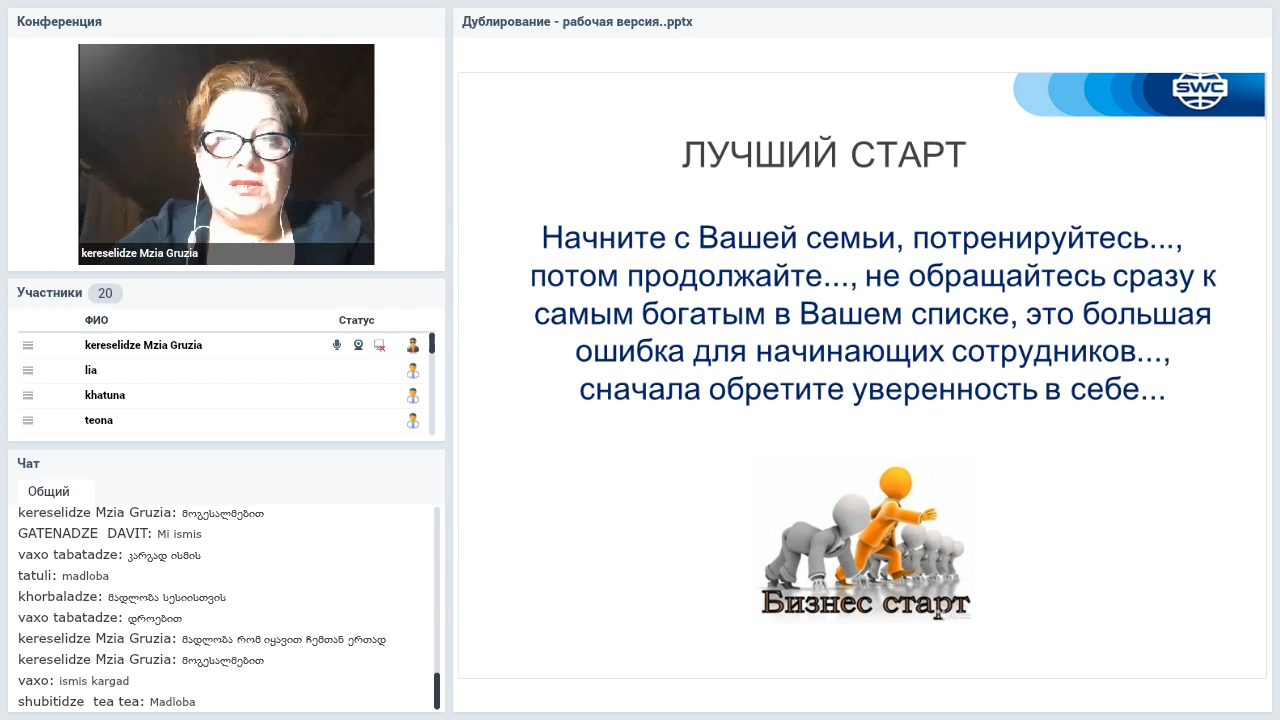 Конференция
kereselidze Mzia Gruzia
Участники 20
ФИО Статус
kereselidze Mzia Gruzia
lia
khatuna
teona
Чат
Общий
kereselidze Mzia Gruzia: მოგესალმებით
GATENADZE DAVIT: Mi ismis
vaxo tabatadze: კარგად ისმის
tatuli: madloba
khorbaladze: მადლობა სესიისთვის
vaxo tabatadze: დროებით
kereselidze Mzia Gruzia: მადლობა რომ იყავით ჩემთან ერთად
kereselidze Mzia Gruzia: მოგესალმებით
vaxo: ismis kargad
shubitidze tea tea: Madloba
Дублирование - рабочая версия..pptx
SWC
ЛУЧШИЙ СТАРТ
Начните с Вашей семьи, потренируйтесь...,
потом продолжайте..., не обращайтесь сразу к
самым богатым в Вашем списке, это большая
ошибка для начинающих сотрудников...,
сначала обретите уверенность в себе...
Бизнес старт